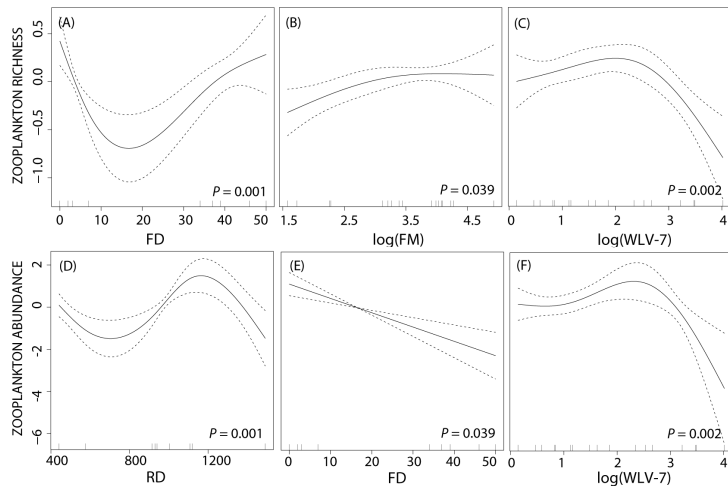 (A)
(B)
(C)
ZOOPLANKTON RICHNESS
0.5
0.0
−0.5
−1.0
P = 0.001
P = 0.039
P = 0.002
0 10 20 30 40 50
1.5 2.5 3.5 4.5
0 1 2 3 4
FD
log(FM)
log(WLV-7)
(D)
(E)
(F)
ZOOPLANKTON ABUNDANCE
2
0
−2
−4
−6
P = 0.001
P = 0.039
P = 0.002
400 800 1200
0 10 20 30 40 50
0 1 2 3 4
RD
FD
log(WLV-7)